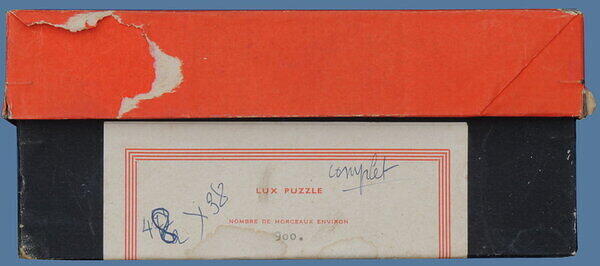 complet
LUX PUZZLE
48 x 38
NOMBRE DE MORCEAUX ENVIRON
900.